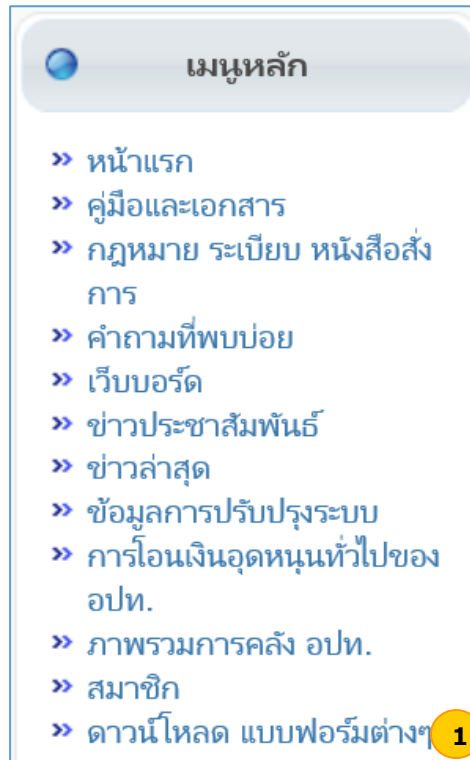 เมนูหลัก
หน้าแรก
คู่มือและเอกสาร
กฎหมาย ระเบียบ หนังสือสั่ง
การ
คำถามที่พบบ่อย
เว็บบอร์ด
ข่าวประชาสัมพันธ์
ข่าวล่าสุด
ข้อมูลการปรับปรุงระบบ
การโอนเงินอุดหนุนทั่วไปของ
อปท.
ภาพรวมการคลัง อปท.
สมาชิก
ดาวน์โหลด แบบฟอร์มต่างๆ 1